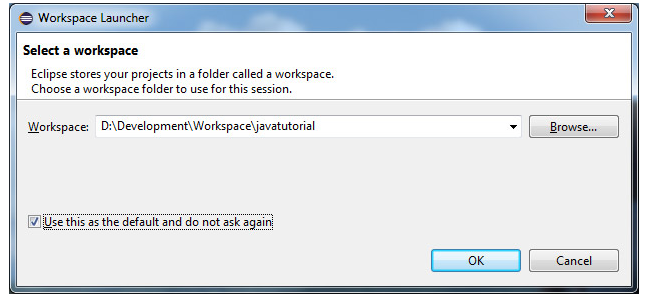 Workspace Launcher
Select a workspace
Eclipse stores your projects in a folder called a workspace.
Choose a workspace folder to use for this session.
Workspace: D:\Development\Workspace\javatutorial Browse...
Use this as the default and do not ask again
OK Cancel